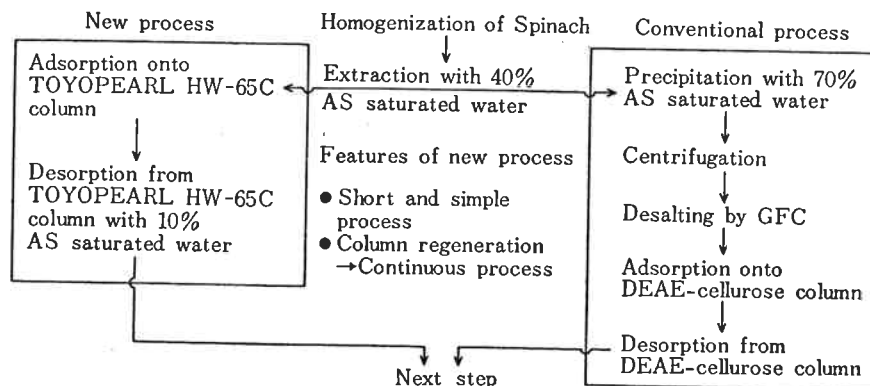 New process
Adsorption onto
TOYOPEARL HW-65C
column
Desorption from
TOYOPEARL HW-65C
column with 10%
AS saturated water
Homogenization of Spinach
Extraction with 40%
AS saturated water
Features of new process
● Short and simple
process
● Column regeneration
→Continuous process
Conventional process
Precipitation with 70%
AS saturated water
Centrifugation
Desalting by GFC
Adsorption onto
DEAE-cellurose column
Desorption from
DEAE-cellurose column
Next step